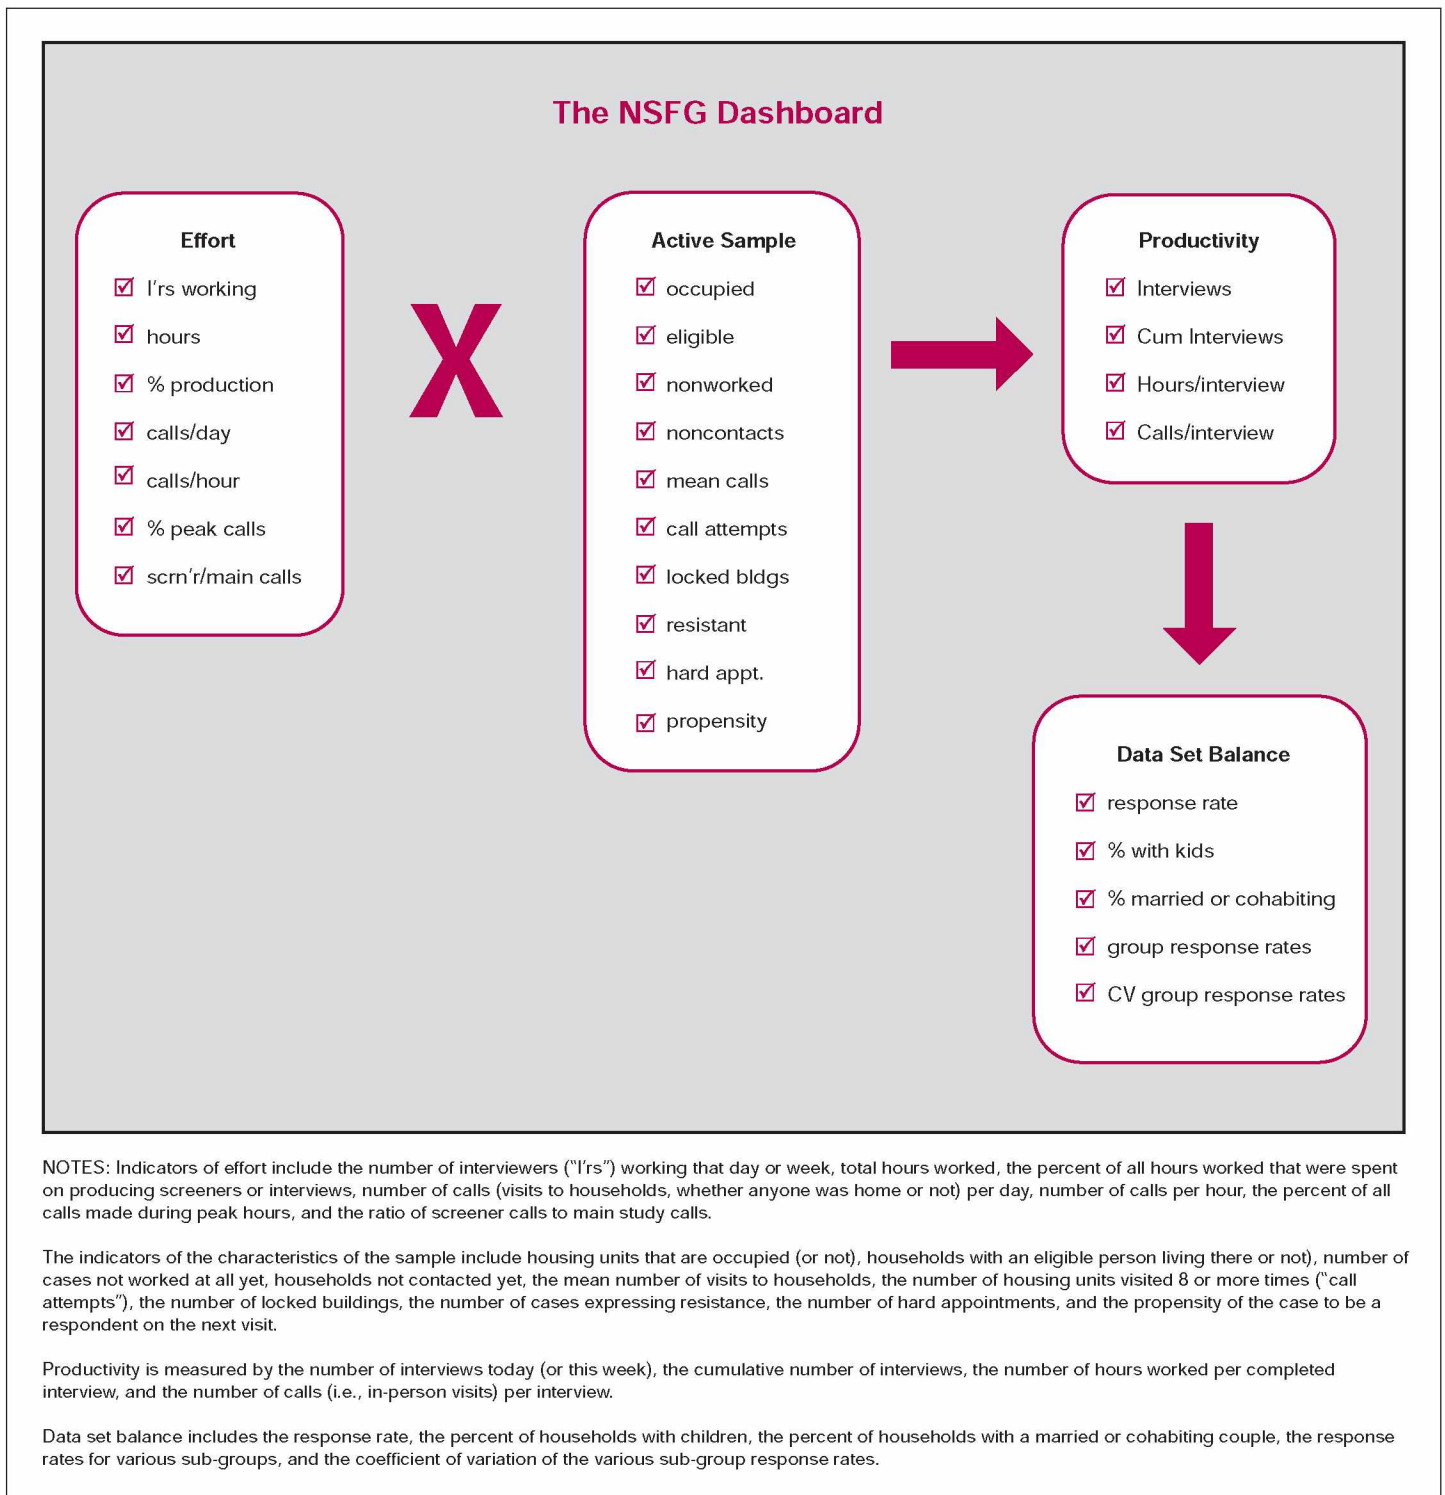 The NSFG Dashboard
Effort
I'rs working
hours
% production
calls/day
calls/hour
% peak calls
scrn'r/main calls
X
Active Sample
occupied
eligible
nonworked
noncontacts
mean calls
call attempts
locked bldgs
resistant
hard appt.
propensity
Productivity
Interviews
Cum Interviews
Hours/interview
Calls/interview
Data Set Balance
response rate
% with kids
% married or cohabiting
group response rates
CV group response rates
NOTES: Indicators of effort include the number of interviewers ("I'rs") working that day or week, total hours worked, the percent of all hours worked that were spent
on producing screeners or interviews, number of calls (visits to households, whether anyone was home or not) per day, number of calls per hour, the percent of all
calls made during peak hours, and the ratio of screener calls to main study calls.
The indicators of the characteristics of the sample include housing units that are occupied (or not), households with an eligible person living there or not), number of
cases not worked at all yet, households not contacted yet, the mean number of visits to households, the number of housing units visited 8 or more times ("call
attempts"), the number of locked buildings, the number of cases expressing resistance, the number of hard appointments, and the propensity of the case to be a
respondent on the next visit.
Productivity is measured by the number of interviews today (or this week), the cumulative number of interviews, the number of hours worked per completed
interview, and the number of calls (i.e., in-person visits) per interview.
Data set balance includes the response rate, the percent of households with children, the percent of households with a married or cohabiting couple, the response
rates for various sub-groups, and the coefficient of variation of the various sub-group response rates.